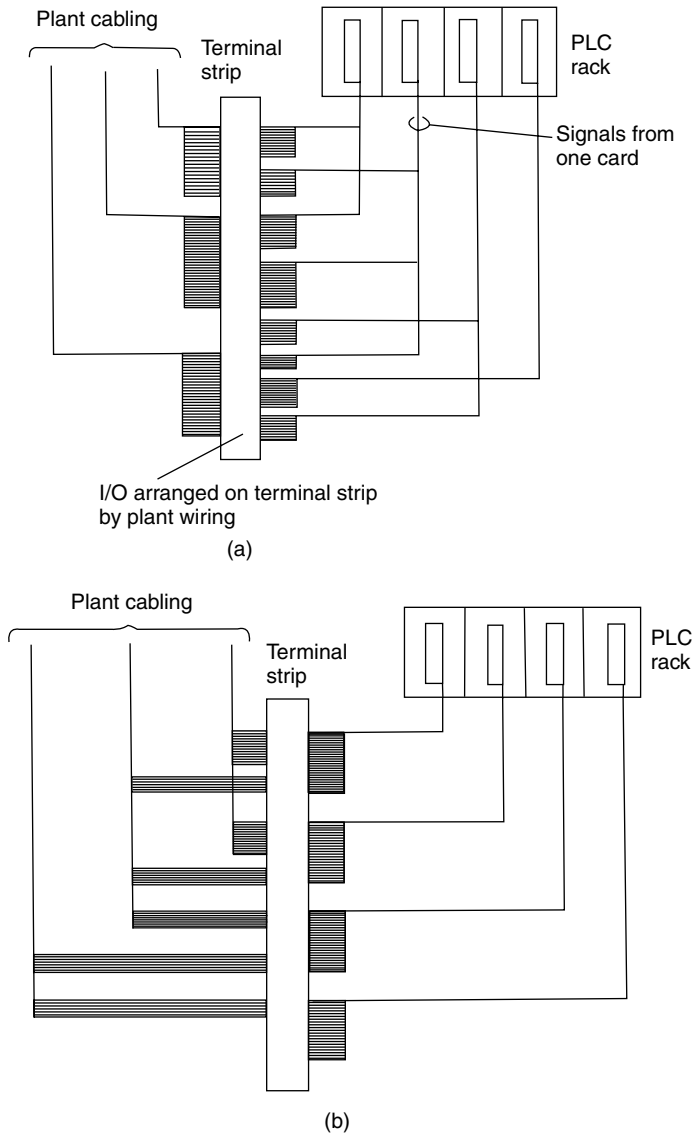 Plant cabling
Terminal
strip
PLC
rack
Signals from
one card
I/O arranged on terminal strip
by plant wiring
(a)
Plant cabling
Terminal
strip
PLC
rack
(b)